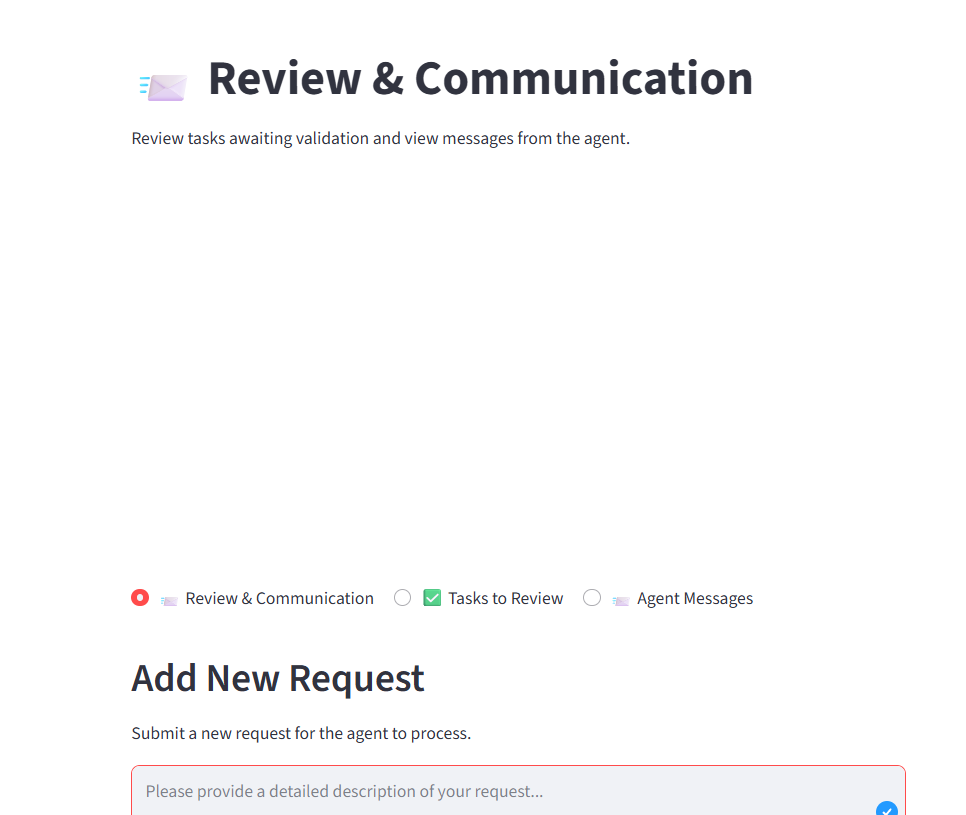 Review & Communication
Review tasks awaiting validation and view messages from the agent.
Review & Communication Tasks to Review Agent Messages
Add New Request
Submit a new request for the agent to process.
Please provide a detailed description of your request...